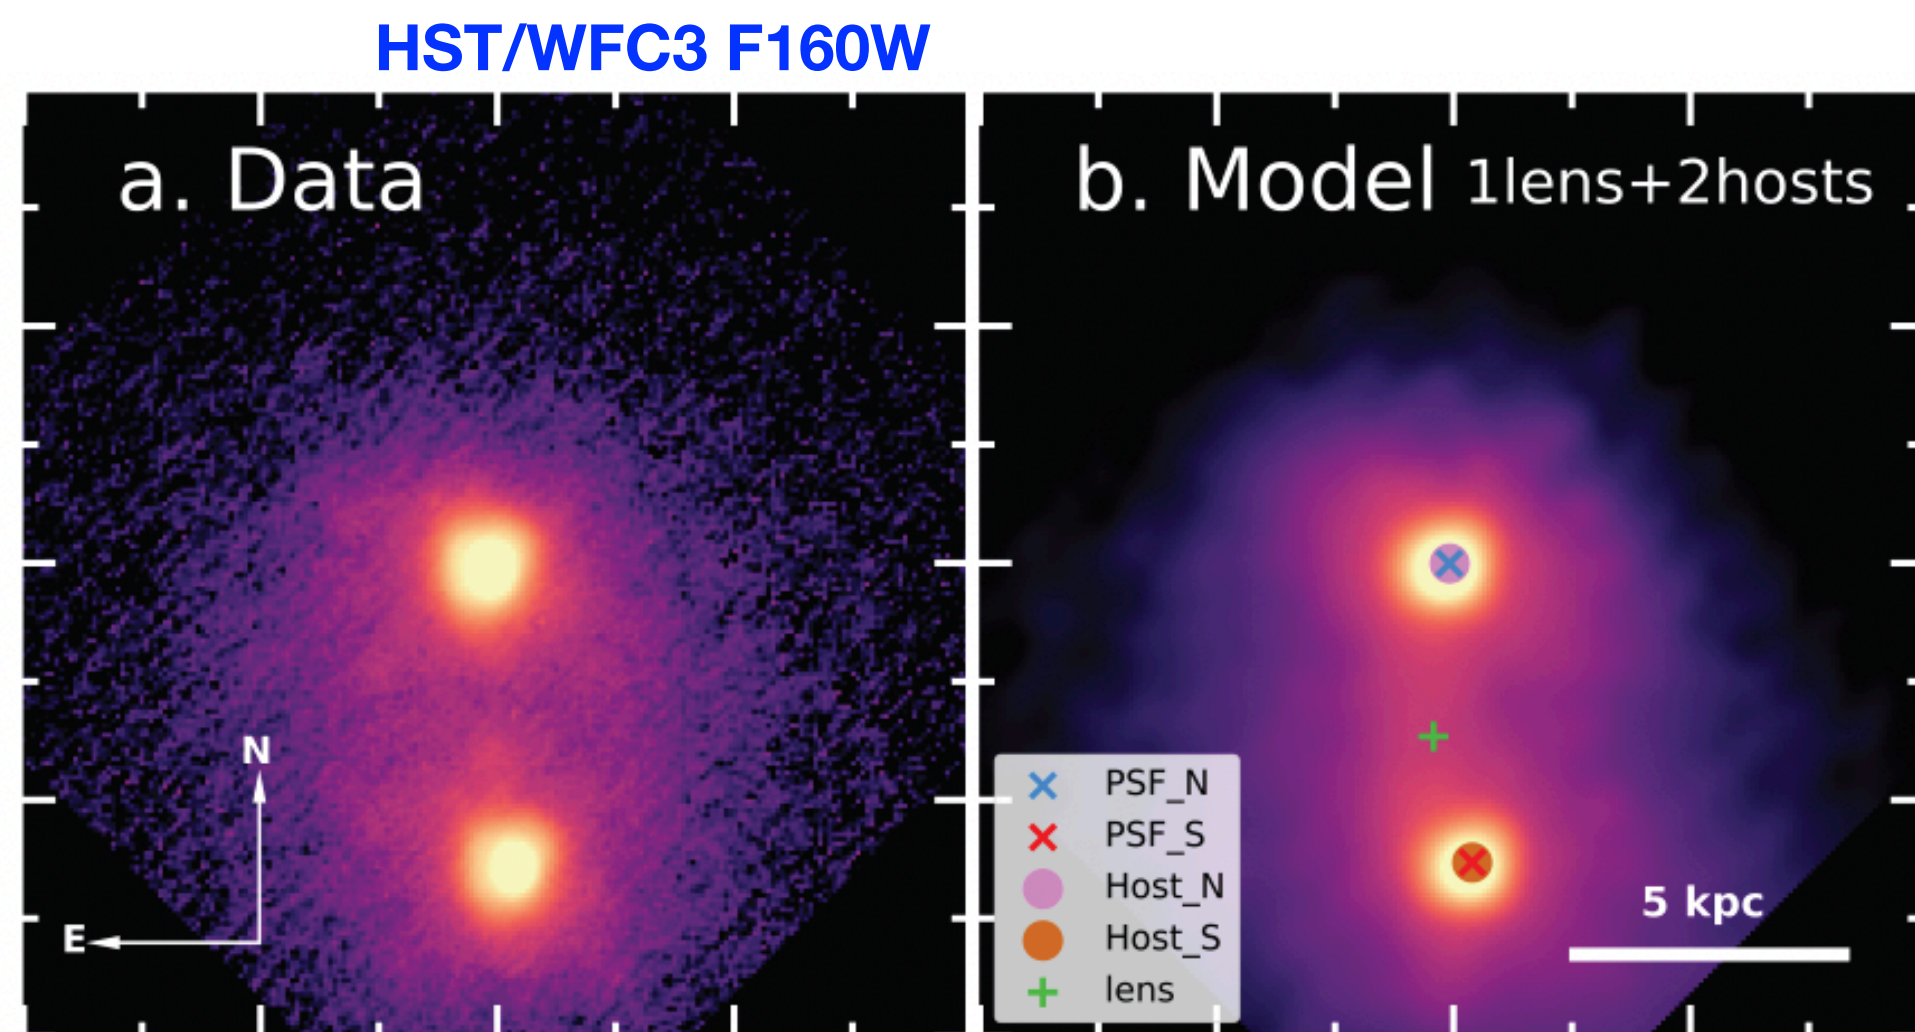 HST/WFC3 F160W
a. Data
b. Model 1lens+2hosts
N
E
PSF_N
PSF_S
Host_N
Host_S
lens
5 kpc